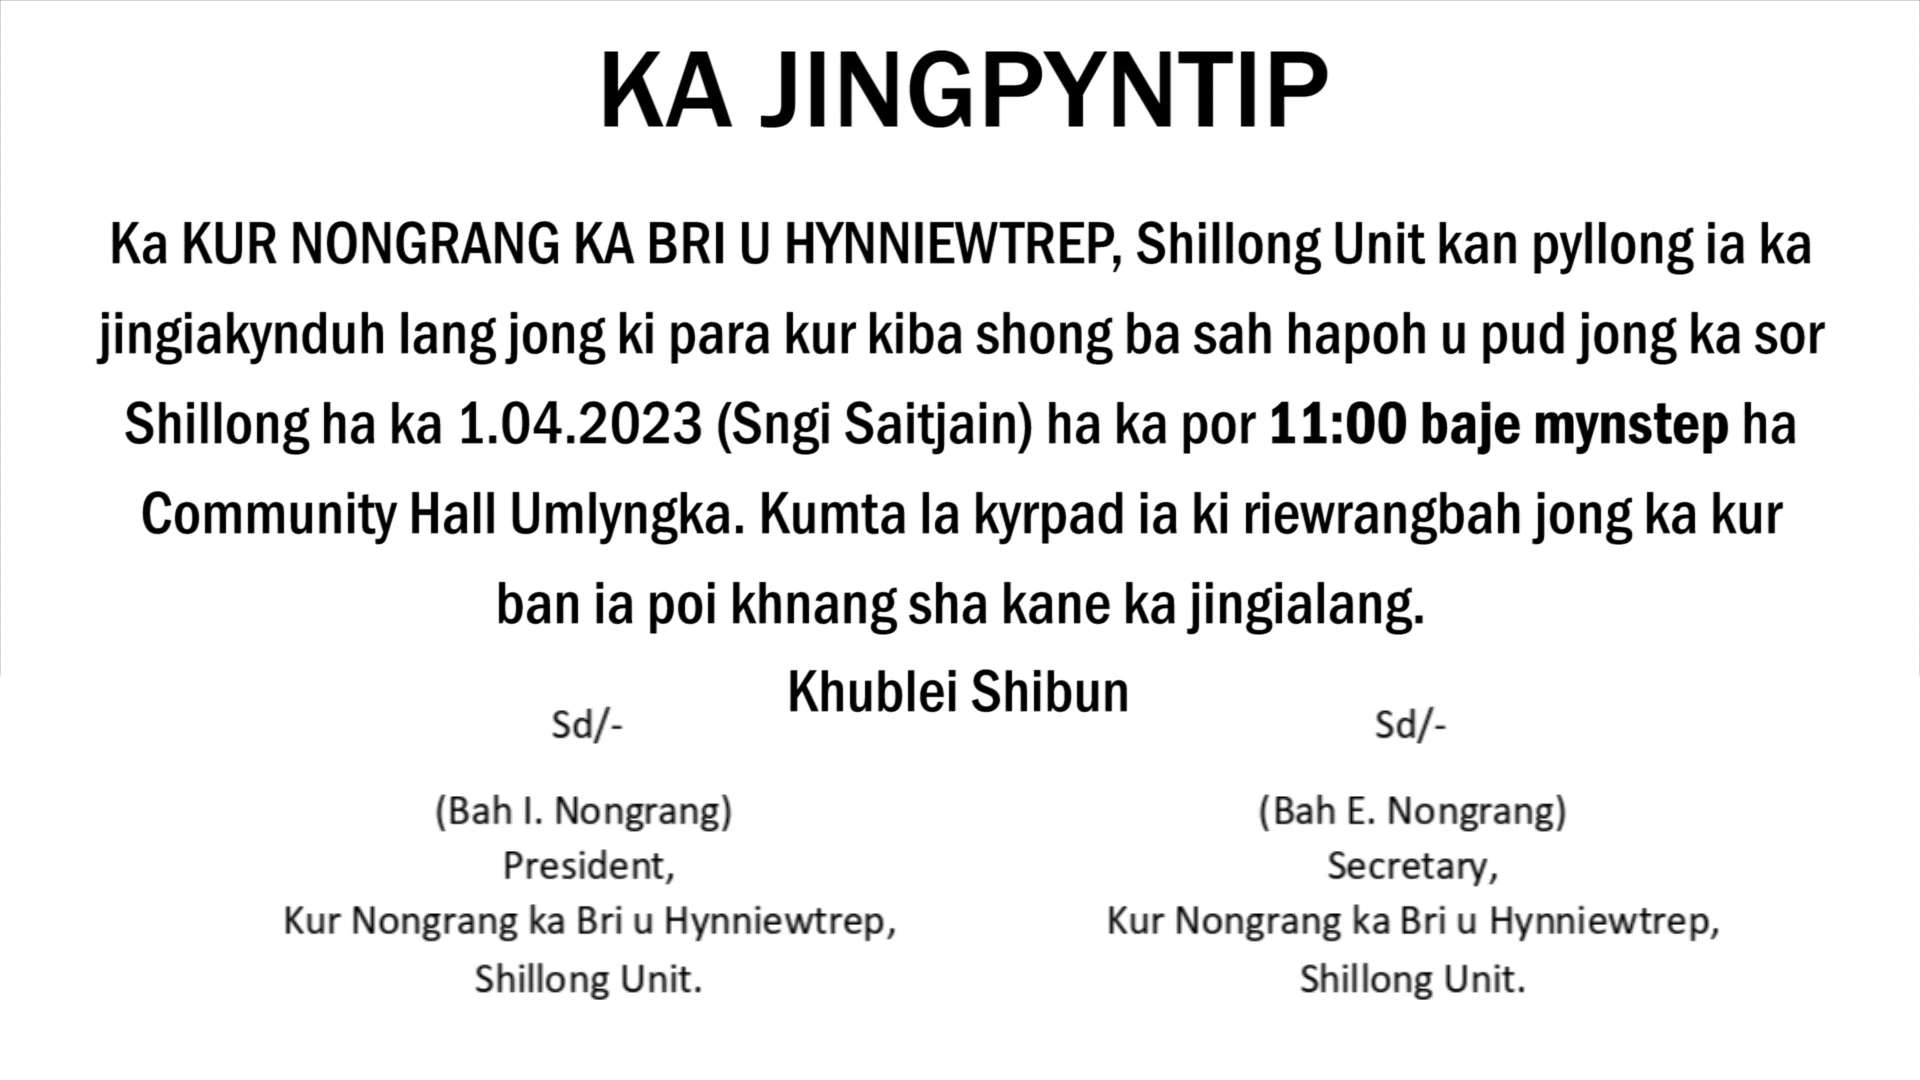 KA JINGPYNTIP
Ka KUR NONGRANG KA BRI U HYNNIEWTREP, Shillong Unit kan pyllong ia ka
jingiakynduh lang jong ki para kur kiba shong ba sah hapoh u pud jong ka sor
Shillong ha ka 1.04.2023 (Sngi Saitjain) ha ka por 11:00 baje mynstep ha
Community Hall Umlyngka. Kumta la kyrpad ia ki riewrangbah jong ka kur
ban ia poi khnang sha kane ka jingialang.
Khublei Shibun
Sd/-
(Bah I. Nongrang)
President,
Kur Nongrang ka Bri u Hynniewtrep,
Shillong Unit.
Sd/-
(Bah E. Nongrang)
Secretary,
Kur Nongrang ka Bri u Hynniewtrep,
Shillong Unit.